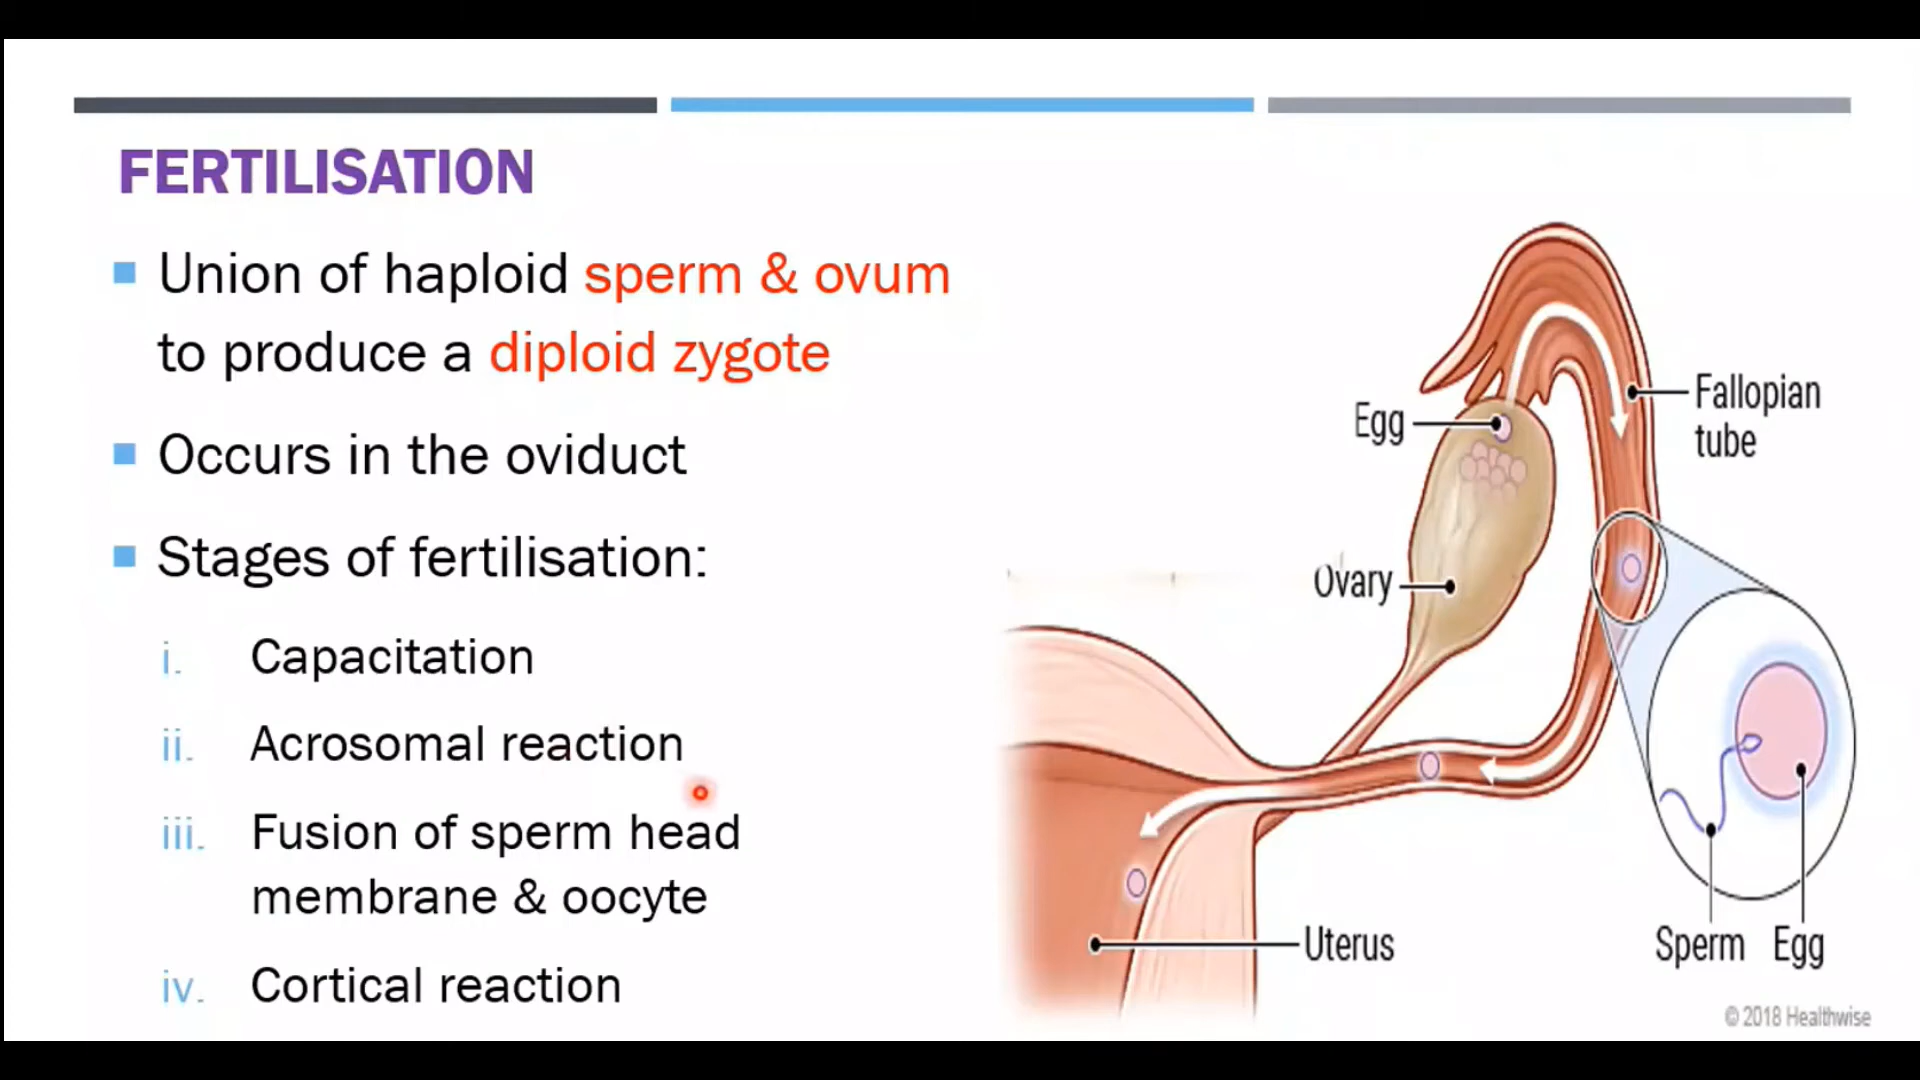 FERTILISATION
Union of haploid sperm & ovum
to produce a diploid zygote
Occurs in the oviduct
Stages of fertilisation:
i. Capacitation
ii. Acrosomal reaction
iii. Fusion of sperm head
membrane & oocyte
iv. Cortical reaction
Egg
Fallopian
tube
Ovary
Uterus
Sperm
Egg
© 2018 Healthwise